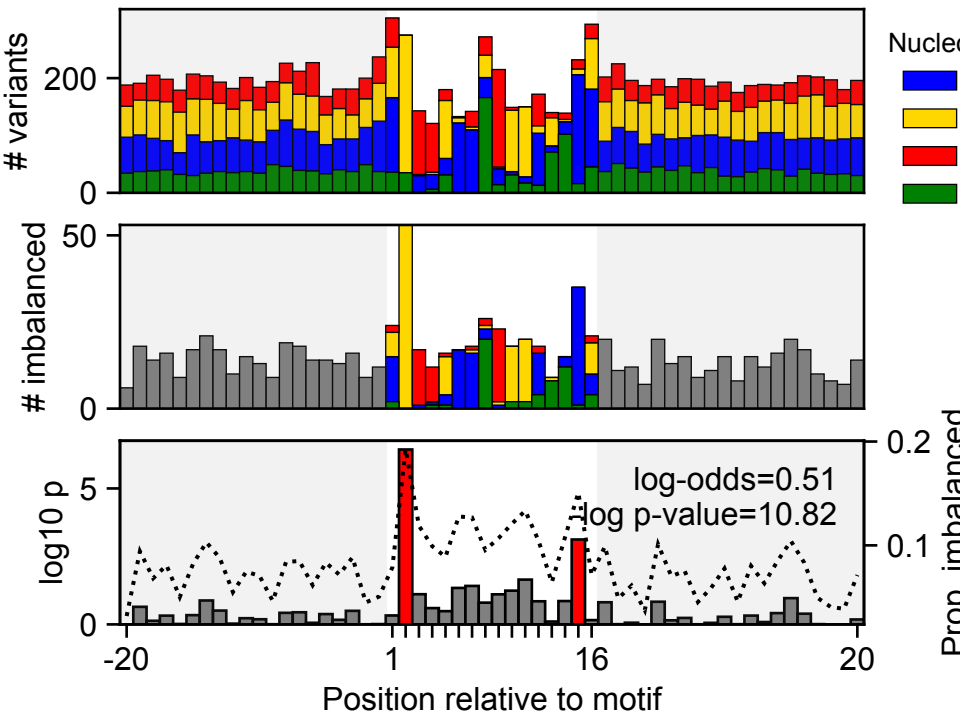 # variants
200
0
Nucleo
# imbalanced
50
0
log10 p
5
0
log-odds=0.51
-log p-value=10.82
0.2
0.1
Prop. imbalanced
-20
1
16
20
Position relative to motif